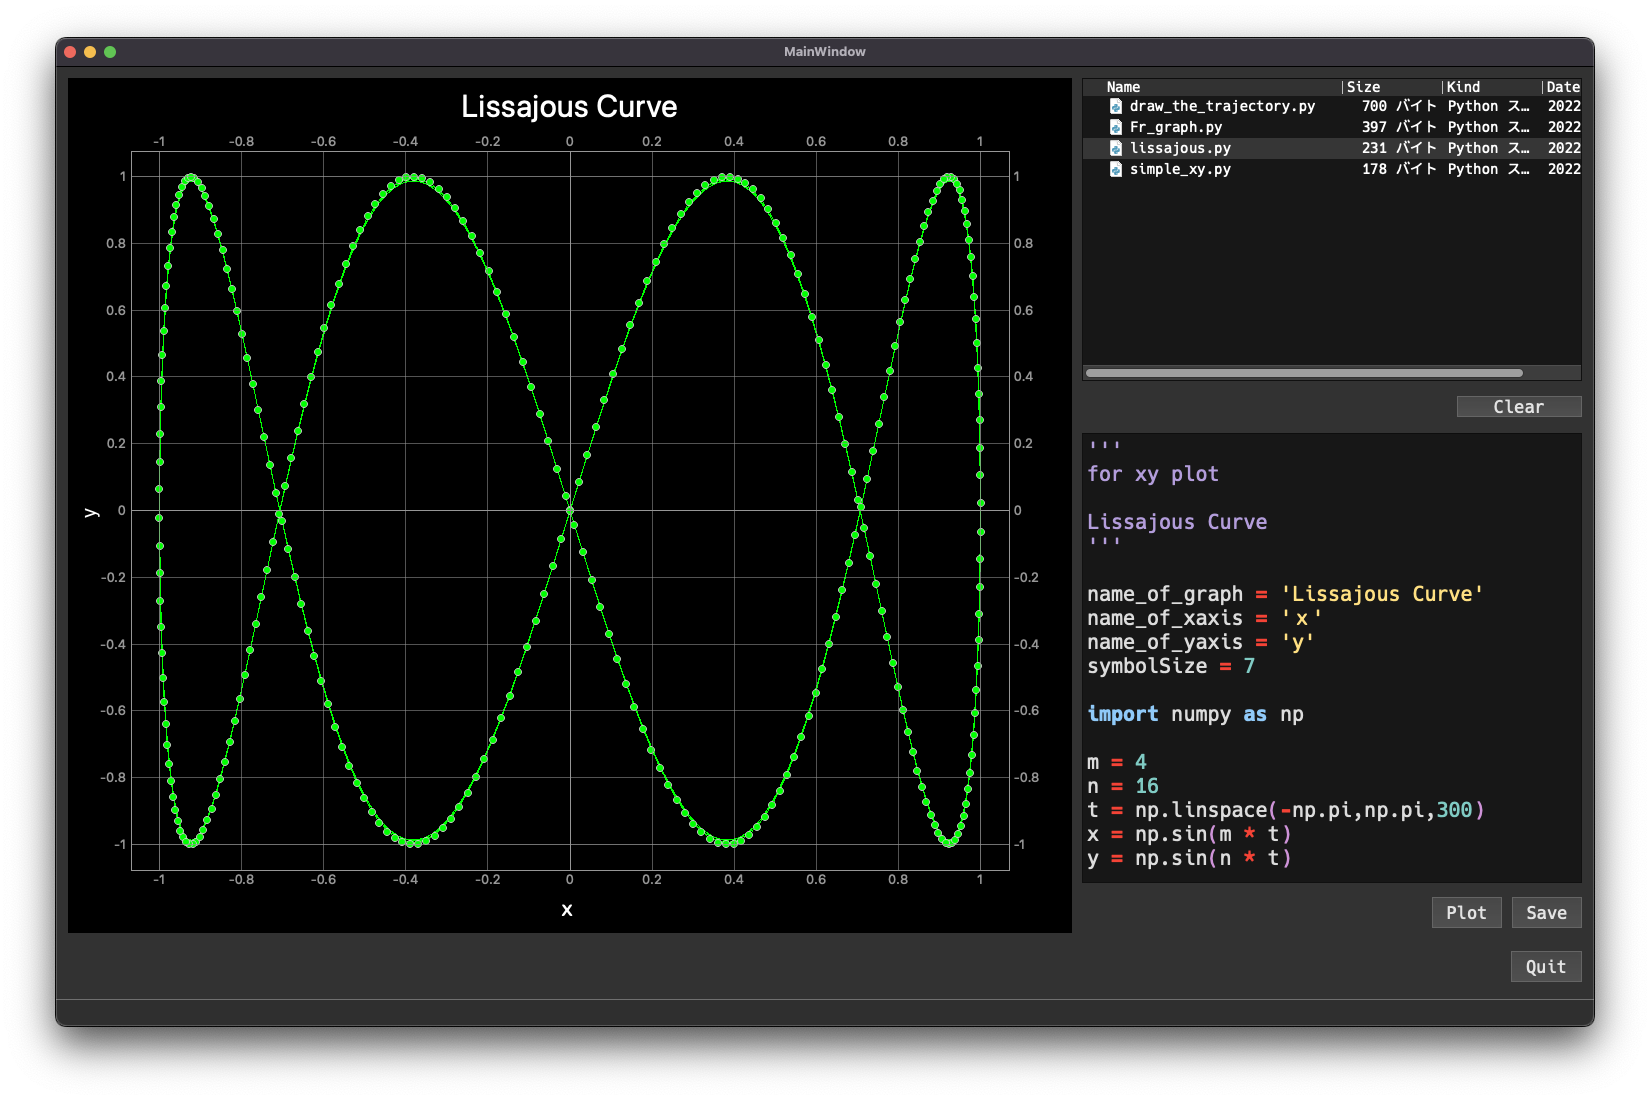 MainWindow
Lissajous Curve
-1 -0.8 -0.6 -0.4 -0.2 0 0.2 0.4 0.6 0.8 1
1 1
0.8 0.8
0.6 0.6
0.4 0.4
0.2 0.2
y 0 0
-0.2 -0.2
-0.4 -0.4
-0.6 -0.6
-0.8 -0.8
-1 -1
-1 -0.8 -0.6 -0.4 -0.2 0 0.2 0.4 0.6 0.8 1
x
Name Size Kind Date
draw_the_trajectory.py 700 バイト Python ス… 2022
Fr_graph.py 397 バイト Python ス… 2022
lissajous.py 231 バイト Python ス… 2022
simple_xy.py 178 バイト Python ス… 2022
Clear
'''
for xy plot
Lissajous Curve
'''
name_of_graph = 'Lissajous Curve'
name_of_xaxis = 'x'
name_of_yaxis = 'y'
symbolSize = 7
import numpy as np
m = 4
n = 16
t = np.linspace(-np.pi,np.pi,300)
x = np.sin(m * t)
y = np.sin(n * t)
Plot Save
Quit